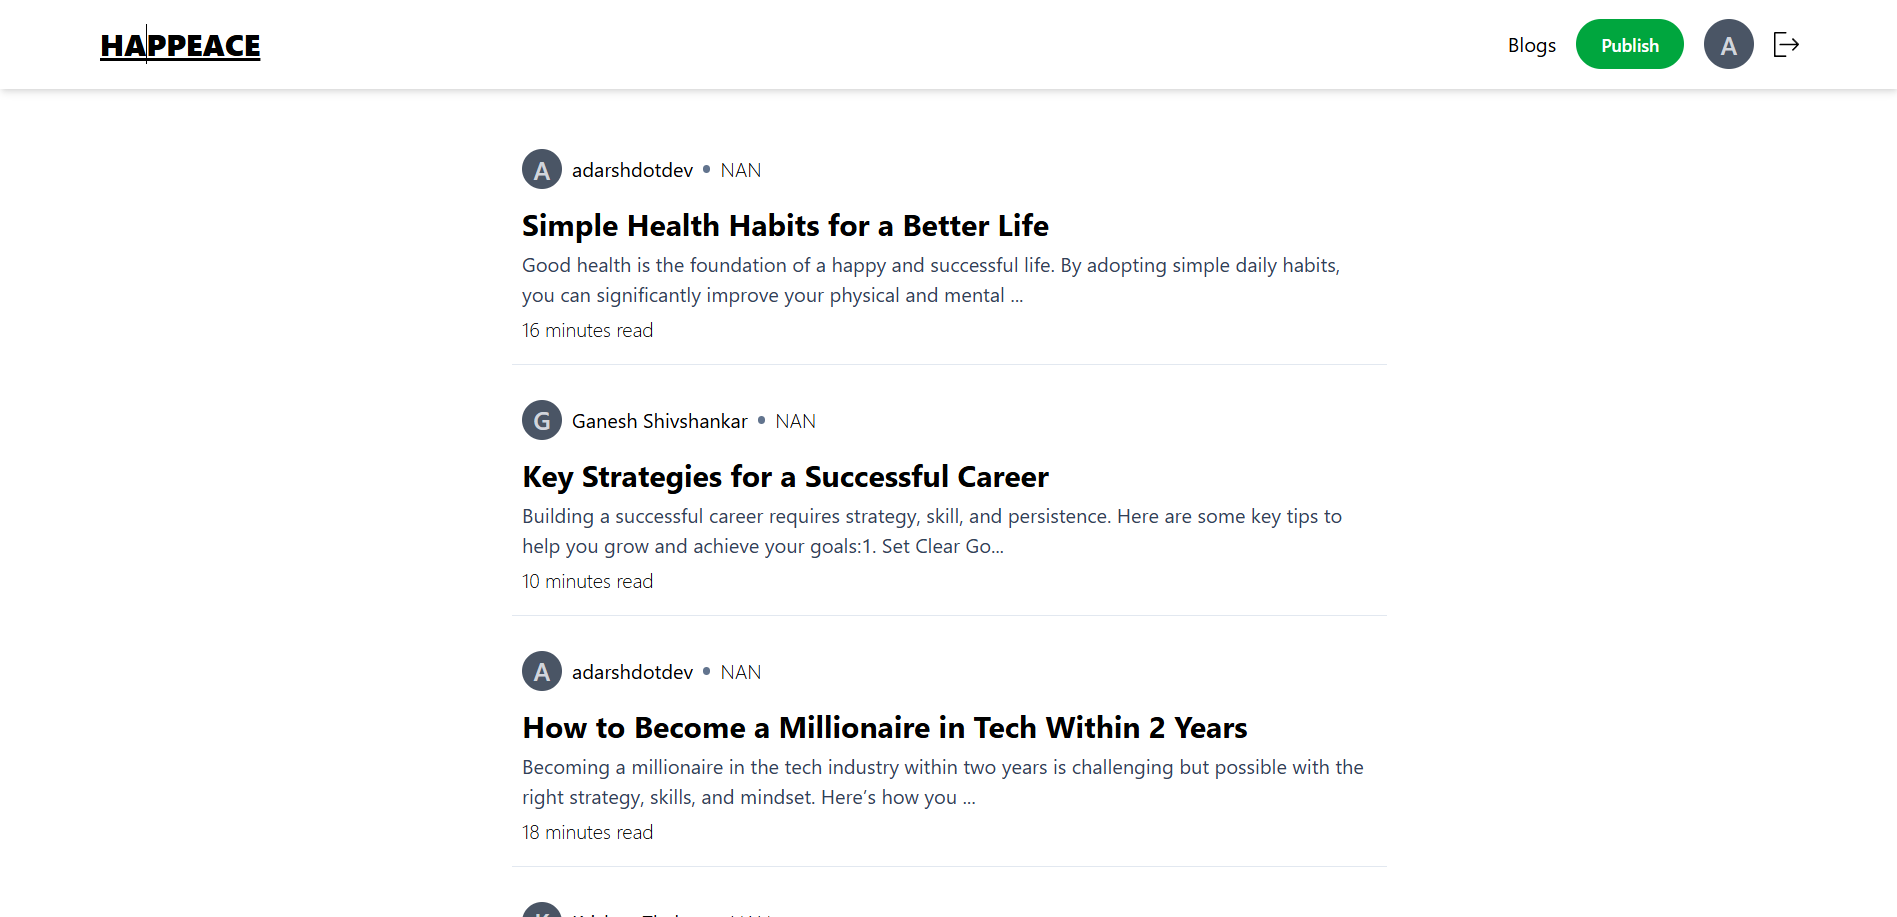 HAPPEACE
Blogs
Publish
A
A
adarshdotdev • NAN
Simple Health Habits for a Better Life
Good health is the foundation of a happy and successful life. By adopting simple daily habits,
you can significantly improve your physical and mental ...
16 minutes read
G
Ganesh Shivshankar • NAN
Key Strategies for a Successful Career
Building a successful career requires strategy, skill, and persistence. Here are some key tips to
help you grow and achieve your goals:1. Set Clear Go...
10 minutes read
A
adarshdotdev • NAN
How to Become a Millionaire in Tech Within 2 Years
Becoming a millionaire in the tech industry within two years is challenging but possible with the
right strategy, skills, and mindset. Here’s how you ...
18 minutes read